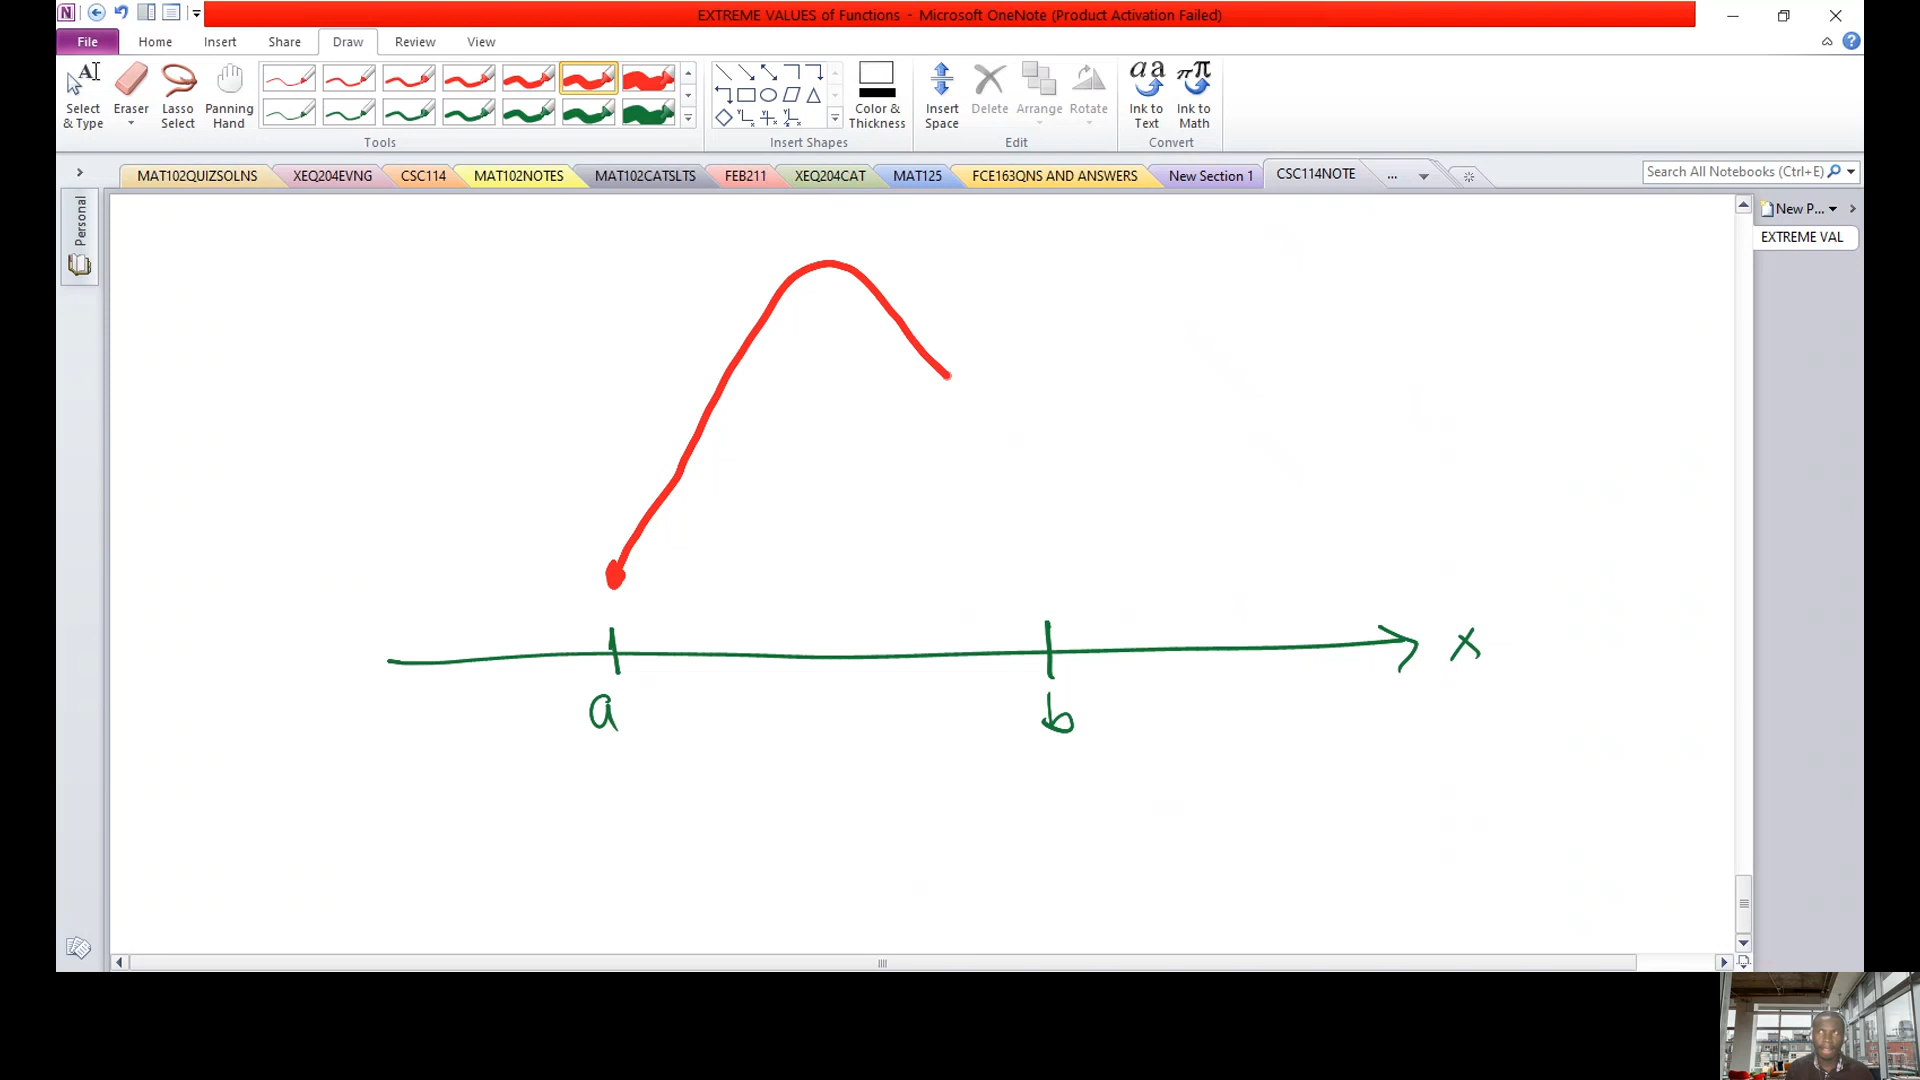 EXTREME VALUES of Functions - Microsoft OneNote (Product Activation Failed)
File Home Insert Share Draw Review View
Select & Type
Eraser
Lasso Select
Panning Hand
Color & Thickness
Insert Space
Delete
Arrange
Rotate
Ink to Text
Ink to Math
Tools
Insert Shapes
Edit
Convert
MAT102QUIZSOLNS XEQ204EVNG CSC114 MAT102NOTES MAT102CATSLTS FEB211 XEQ204CAT MAT125 FCE163QNS AND ANSWERS New Section 1 CSC114NOTE ...
Search All Notebooks (Ctrl+E)
Personal
New P...
EXTREME VAL
x
a
b